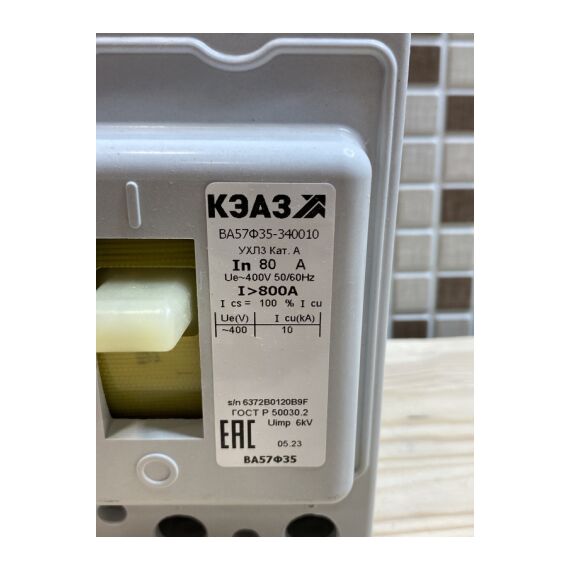 КЭАЗ
ВА57Ф35-340010
УХЛ3 Кат. А
In 80 A
Ue~400V 50/60Hz
I>800A
I cs = 100 % I cu
Ue(V) I cu(kA)
~400 10
s/n 6372B0120B9F
ГОСТ Р 50030.2
Uimp 6kV
EAC 05.23
ВА57Ф35